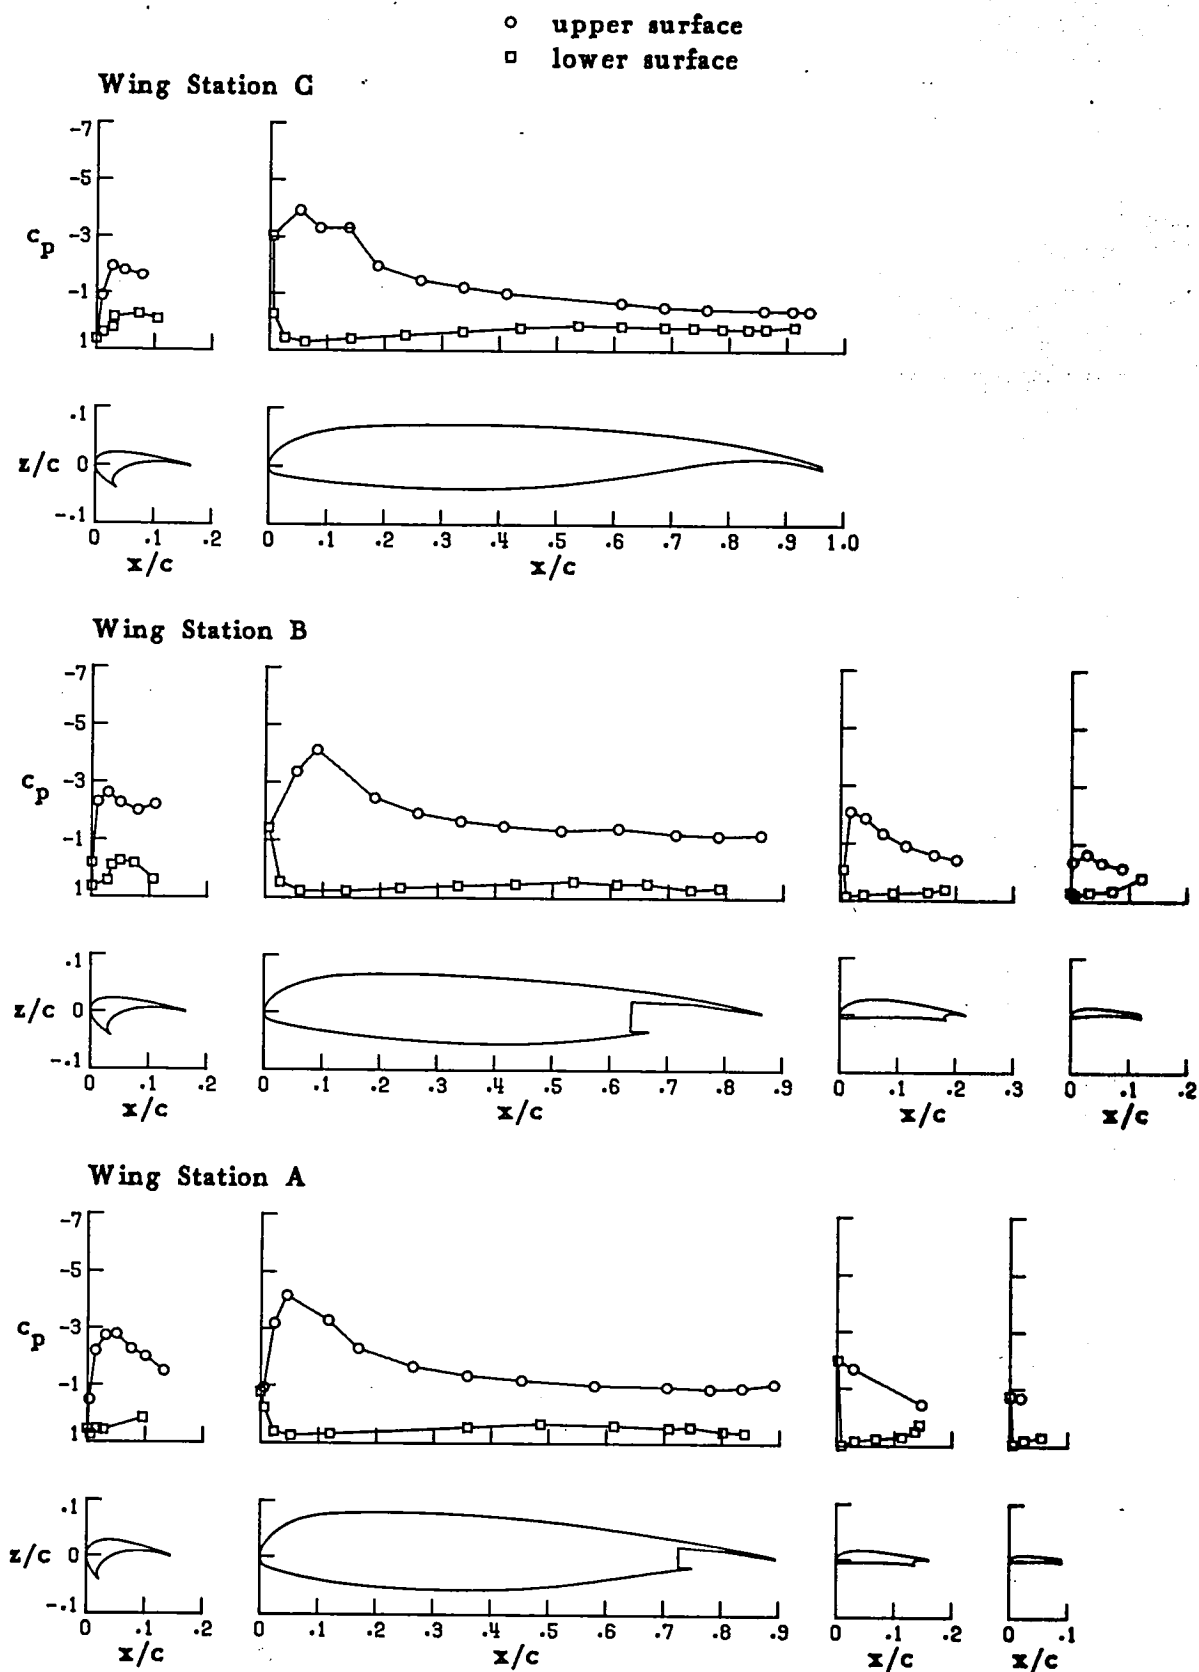 upper surface
lower surface
Wing Station C
-7
-5
-3
-1
1
c_p
.1
z/c 0
-.1
0 .1 .2 0 .1 .2 .3 .4 .5 .6 .7 .8 .9 1.0
x/c x/c
Wing Station B
-7
-5
-3
-1
1
c_p
.1
z/c 0
-.1
0 .1 .2 0 .1 .2 .3 .4 .5 .6 .7 .8 .9 0 .1 .2 .3 0 .1 .2
x/c x/c x/c x/c
Wing Station A
-7
-5
-3
-1
1
c_p
.1
z/c 0
-.1
0 .1 .2 0 .1 .2 .3 .4 .5 .6 .7 .8 .9 0 .1 .2 0 .1
x/c x/c x/c x/c